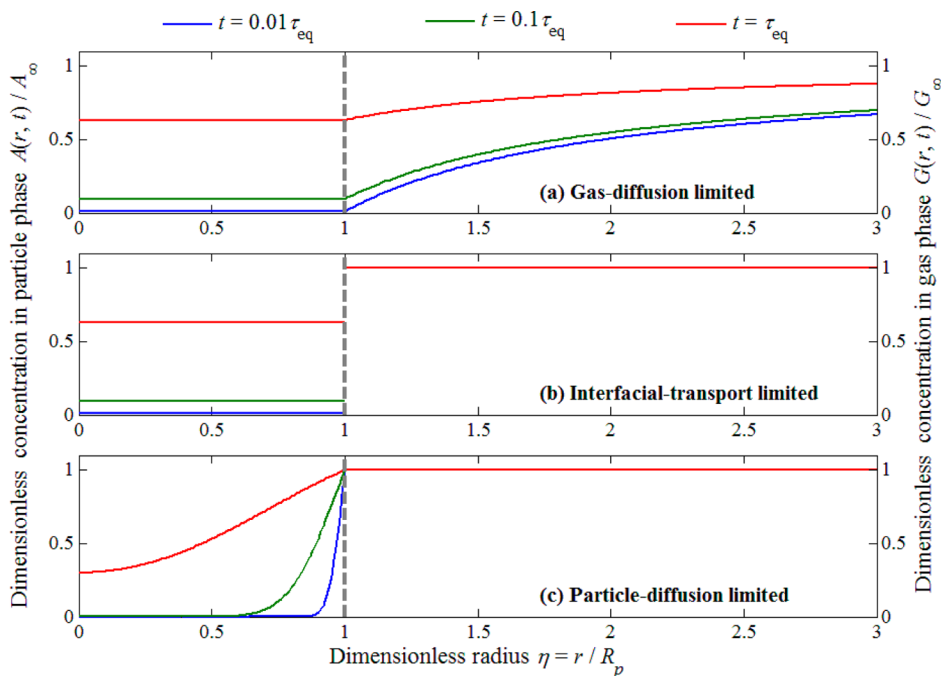 t = 0.01τeq t = 0.1τeq t = τeq
Dimensionless concentration in particle phase A(r, t) / A∞
Dimensionless concentration in gas phase G(r, t) / G∞
1 1
0.5 0.5
0 0
(a) Gas-diffusion limited
0 0.5 1 1.5 2 2.5 3
1 1
0.5 0.5
0 0
(b) Interfacial-transport limited
0 0.5 1 1.5 2 2.5 3
1 1
0.5 0.5
0 0
(c) Particle-diffusion limited
0 0.5 1 1.5 2 2.5 3
Dimensionless radius η = r / Rp